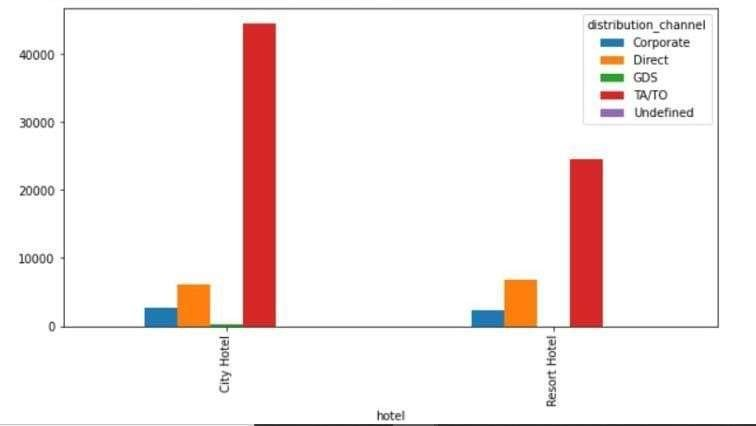 40000
30000
20000
10000
0
distribution_channel
Corporate
Direct
GDS
TA/TO
Undefined
City Hotel
Resort Hotel
hotel